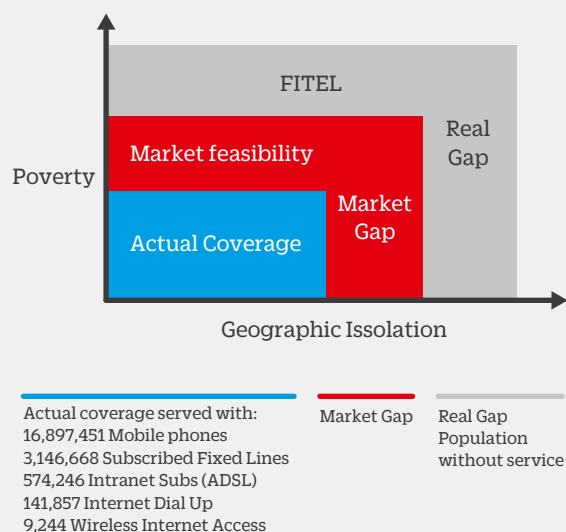 FITEL
Real
Gap
Market feasibility
Poverty
Market
Gap
Actual Coverage
Geographic Issolation
Actual coverage served with:
16,897,451 Mobile phones
3,146,668 Subscribed Fixed Lines
574,246 Intranet Subs (ADSL)
141,857 Internet Dial Up
9,244 Wireless Internet Access
Market Gap
Real Gap
Population
without service